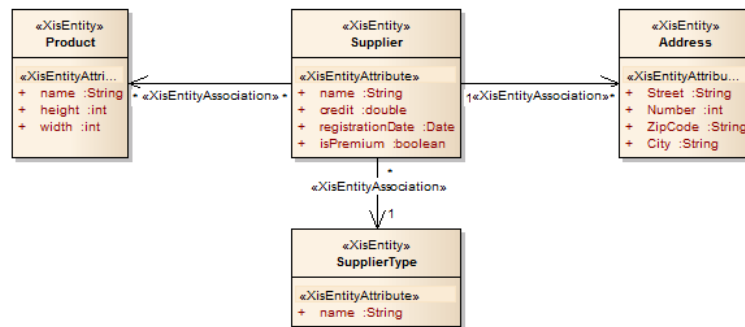 «XisEntity»
Product
«XisEntityAttri...
+ name :String
+ height :int
+ width :int
* «XisEntityAssociation» *
«XisEntity»
Supplier
«XisEntityAttribute»
+ name :String
+ credit :double
+ registrationDate :Date
+ isPremium :boolean
1 «XisEntityAssociation» *
«XisEntity»
Address
«XisEntityAttribu...
+ Street :String
+ Number :int
+ ZipCode :String
+ City :String
*
«XisEntityAssociation»
1
«XisEntity»
SupplierType
«XisEntityAttribute»
+ name :String